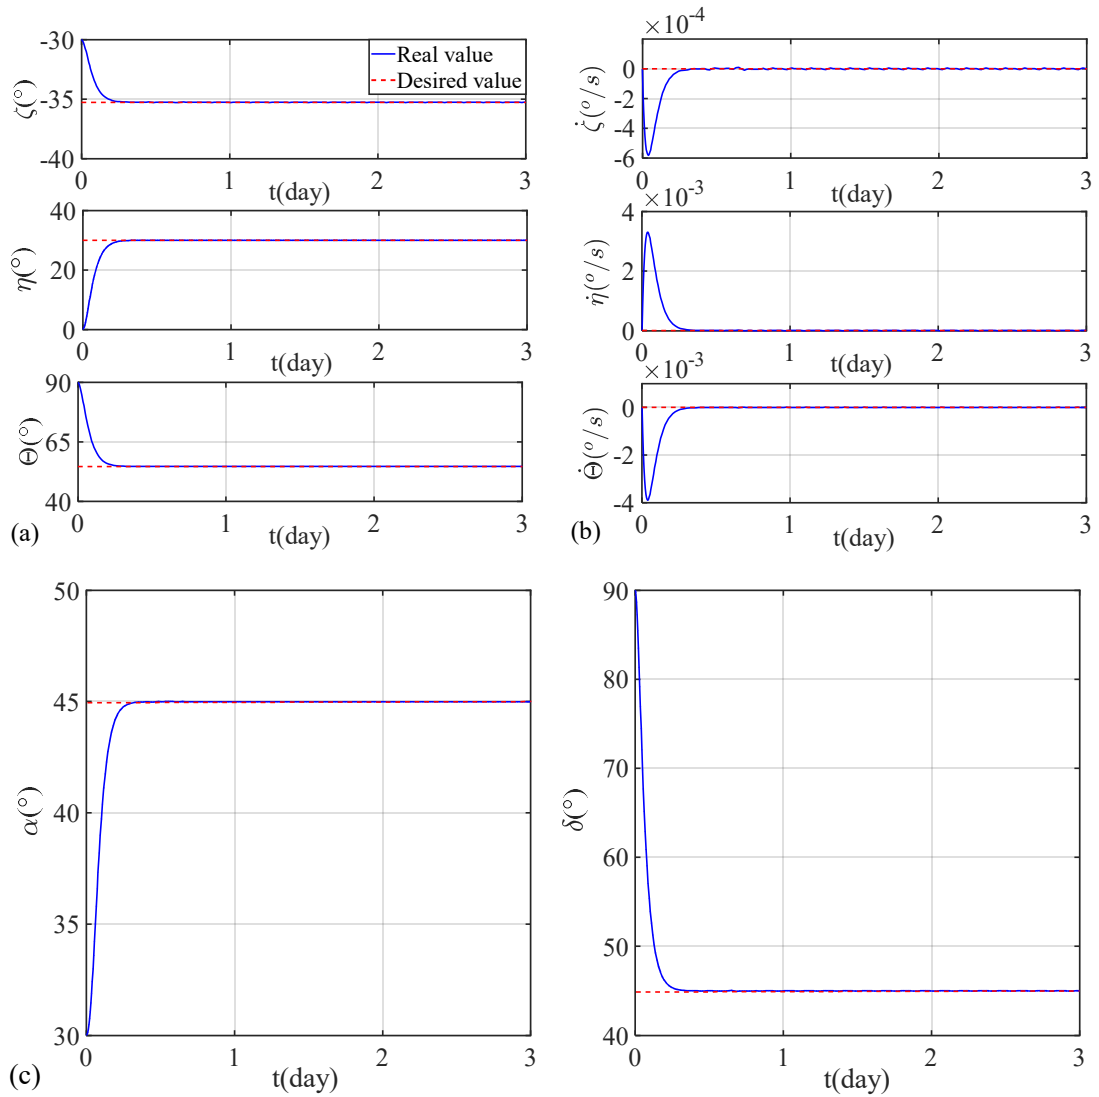 -30
-35
-40
ζ(°)
Real value
Desired value
0 1 2 3
t(day)
×10-4
0
-2
-4
-6
ζ̇(o/s)
0 1 2 3
t(day)
40
20
0
η(°)
0 1 2 3
t(day)
×10-3
4
2
0
η̇(o/s)
0 1 2 3
t(day)
90
65
40
Θ(°)
0 1 2 3
t(day)
(a)
×10-3
0
-2
-4
Θ̇(o/s)
0 1 2 3
t(day)
(b)
50
45
40
35
30
α(°)
0 1 2 3
t(day)
(c)
90
80
70
60
50
40
δ(°)
0 1 2 3
t(day)